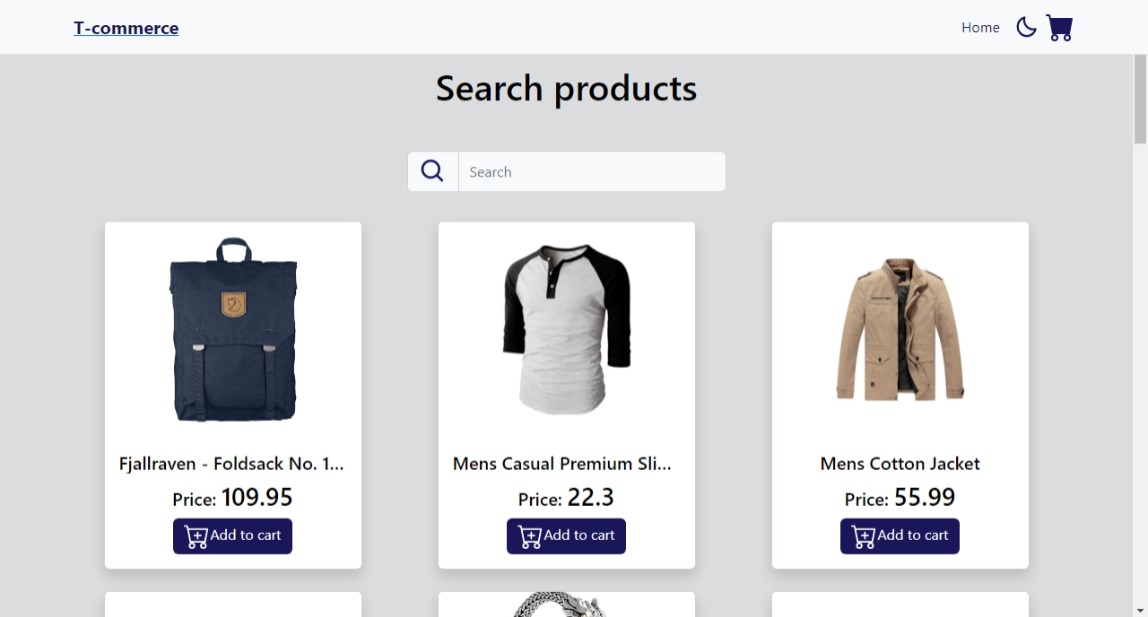 T-commerce
Home
Search products
Search
Fjallraven - Foldsack No. 1...
Price: 109.95
Add to cart
Mens Casual Premium Sli...
Price: 22.3
Add to cart
Mens Cotton Jacket
Price: 55.99
Add to cart